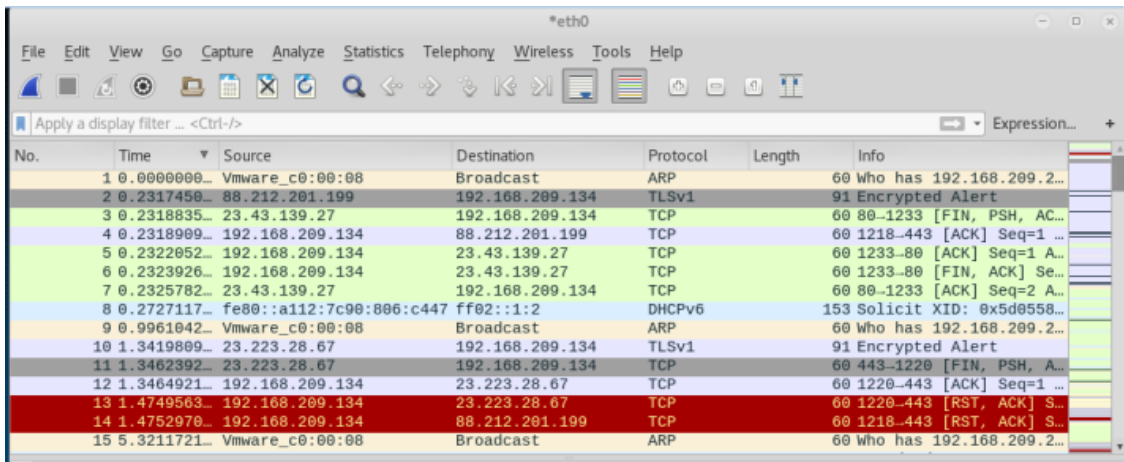 *eth0
File Edit View Go Capture Analyze Statistics Telephony Wireless Tools Help
Apply a display filter ... <Ctrl-/> Expression... +
No. Time Source Destination Protocol Length Info
1 0.0000000… Vmware_c0:00:08 Broadcast ARP 60 Who has 192.168.209.2…
2 0.2317450… 88.212.201.199 192.168.209.134 TLSv1 91 Encrypted Alert
3 0.2318835… 23.43.139.27 192.168.209.134 TCP 60 80→1233 [FIN, PSH, AC…
4 0.2318909… 192.168.209.134 88.212.201.199 TCP 60 1218→443 [ACK] Seq=1 …
5 0.2322052… 192.168.209.134 23.43.139.27 TCP 60 1233→80 [ACK] Seq=1 A…
6 0.2323926… 192.168.209.134 23.43.139.27 TCP 60 1233→80 [FIN, ACK] Se…
7 0.2325782… 23.43.139.27 192.168.209.134 TCP 60 80→1233 [ACK] Seq=2 A…
8 0.2727117… fe80::a112:7c90:806:c447 ff02::1:2 DHCPv6 153 Solicit XID: 0x5d0558…
9 0.9961042… Vmware_c0:00:08 Broadcast ARP 60 Who has 192.168.209.2…
10 1.3419809… 23.223.28.67 192.168.209.134 TLSv1 91 Encrypted Alert
11 1.3462392… 23.223.28.67 192.168.209.134 TCP 60 443→1220 [FIN, PSH, A…
12 1.3464921… 192.168.209.134 23.223.28.67 TCP 60 1220→443 [ACK] Seq=1 …
13 1.4749563… 192.168.209.134 23.223.28.67 TCP 60 1220→443 [RST, ACK] S…
14 1.4752970… 192.168.209.134 88.212.201.199 TCP 60 1218→443 [RST, ACK] S…
15 5.3211721… Vmware_c0:00:08 Broadcast ARP 60 Who has 192.168.209.2…